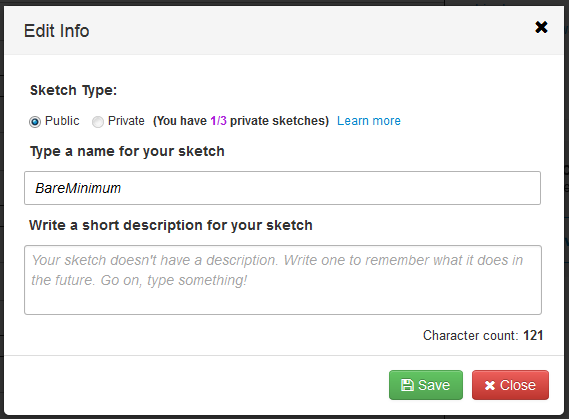 Edit Info
Sketch Type:
Public Private (You have 1/3 private sketches) Learn more
Type a name for your sketch
BareMinimum
Write a short description for your sketch
Your sketch doesn't have a description. Write one to remember what it does in
the future. Go on, type something!
Character count: 121
Save Close